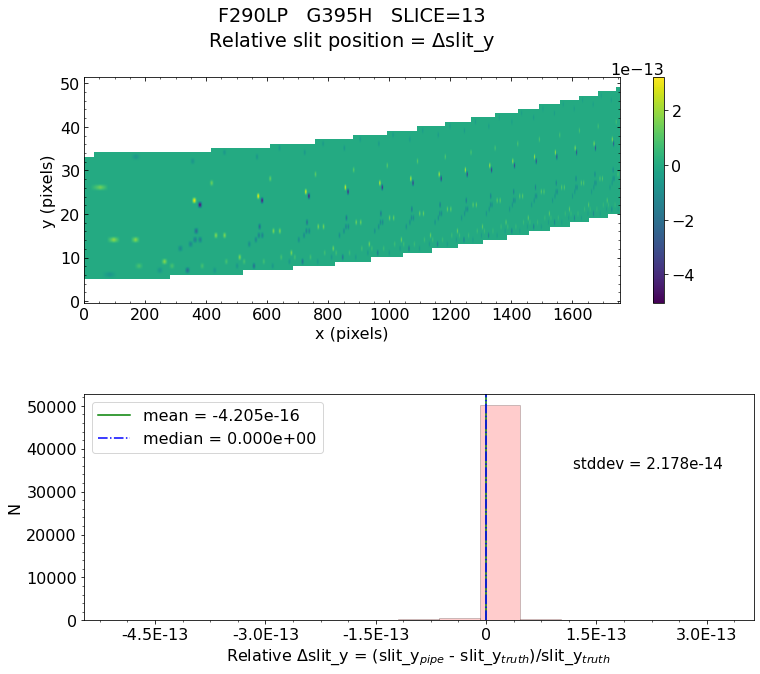 F290LP G395H SLICE=13
Relative slit position = Δslit_y
1e−13
50
40
30
20
10
0
y (pixels)
0 200 400 600 800 1000 1200 1400 1600
x (pixels)
2
0
−2
−4
mean = -4.205e-16
median = 0.000e+00
stddev = 2.178e-14
50000
40000
30000
20000
10000
0
N
-4.5E-13 -3.0E-13 -1.5E-13 0 1.5E-13 3.0E-13
Relative Δslit_y = (slit_y_pipe - slit_y_truth)/slit_y_truth